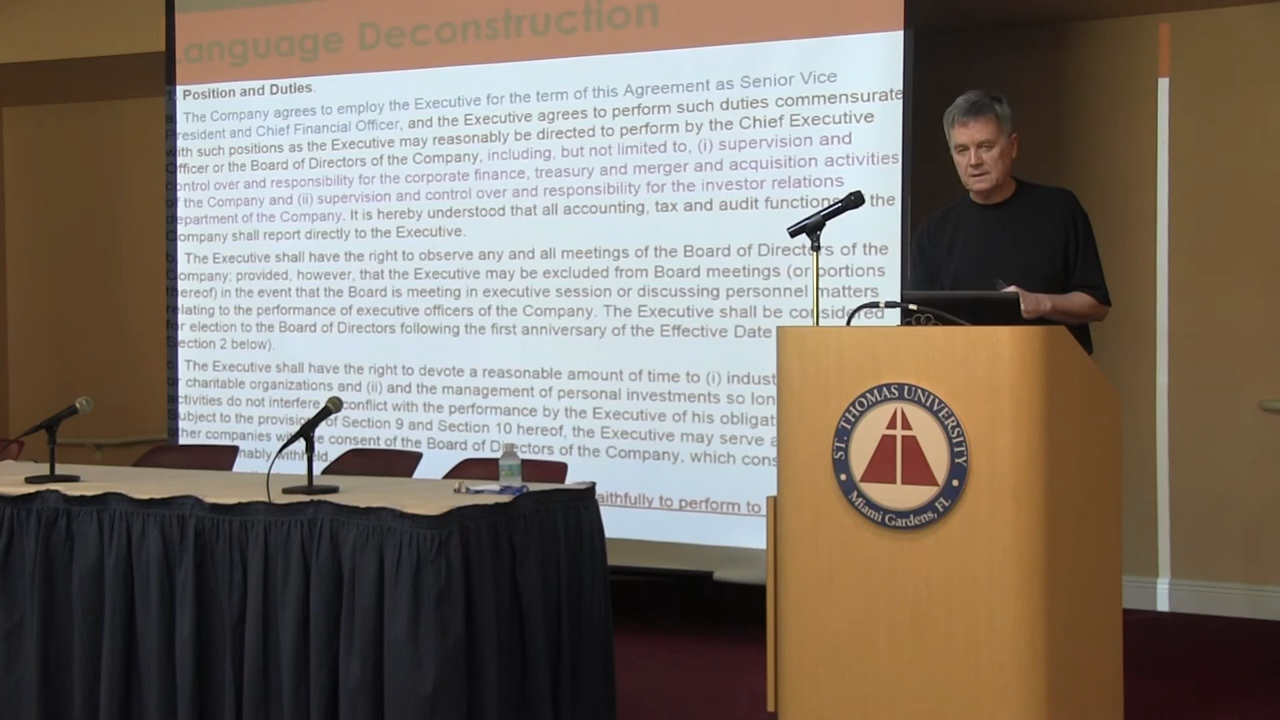 anguage Deconstruction
Position and Duties.
The Company agrees to employ the Executive for the term of this Agreement as Senior Vice
President and Chief Financial Officer, and the Executive agrees to perform such duties commensurate
with such positions as the Executive may reasonably be directed to perform by the Chief Executive
Officer or the Board of Directors of the Company, including, but not limited to, (i) supervision and
control over and responsibility for the corporate finance, treasury and merger and acquisition activities
of the Company and (ii) supervision and control over and responsibility for the investor relations
department of the Company. It is hereby understood that all accounting, tax and audit functions the
Company shall report directly to the Executive.
The Executive shall have the right to observe any and all meetings of the Board of Directors of the
Company; provided, however, that the Executive may be excluded from Board meetings (or portions
thereof) in the event that the Board is meeting in executive session or discussing personnel matters
relating to the performance of executive officers of the Company. The Executive shall be considered
for election to the Board of Directors following the first anniversary of the Effective Date
Section 2 below).
c. The Executive shall have the right to devote a reasonable amount of time to (i) indust
or charitable organizations and (ii) and the management of personal investments so lon
activities do not interfere conflict with the performance by the Executive of his obligat
Subject to the provision of Section 9 and Section 10 hereof, the Executive may serve a
other companies with consent of the Board of Directors of the Company, which cons
nably withheld
aithfully to perform to
ST. THOMAS UNIVERSITY
Miami Gardens, FL